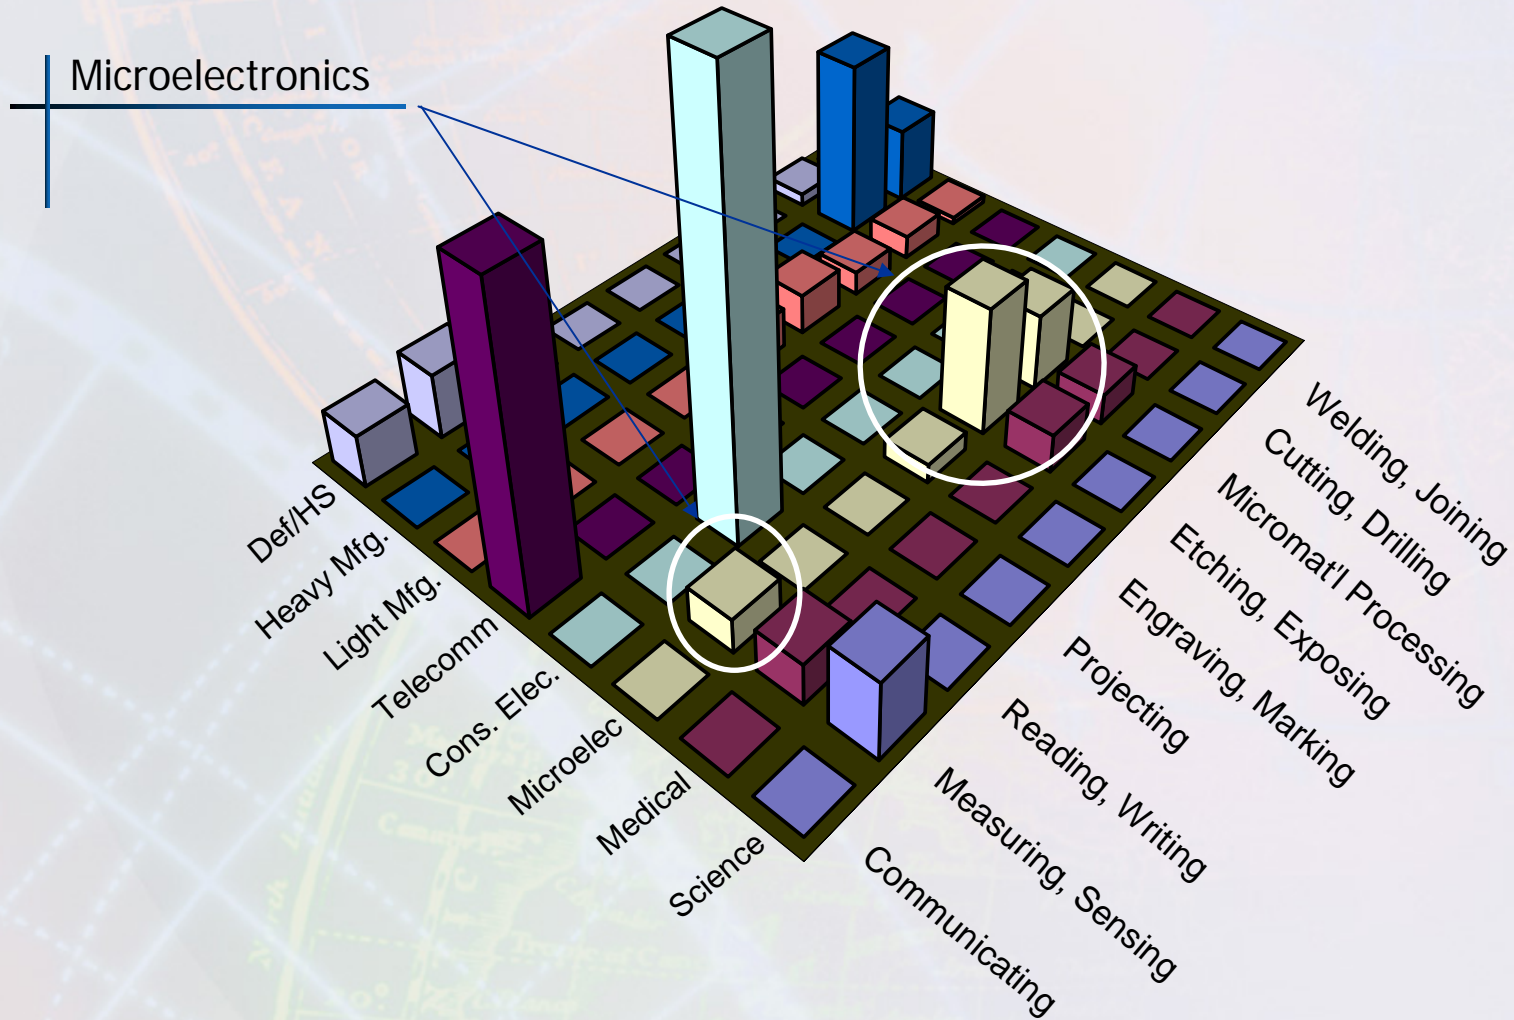 Microelectronics
Def/HS
Heavy Mfg.
Light Mfg.
Telecomm
Cons. Elec.
Microelec
Medical
Science
Welding, Joining
Cutting, Drilling
Micromat'l Processing
Etching, Exposing
Engraving, Marking
Projecting
Reading, Writing
Measuring, Sensing
Communicating